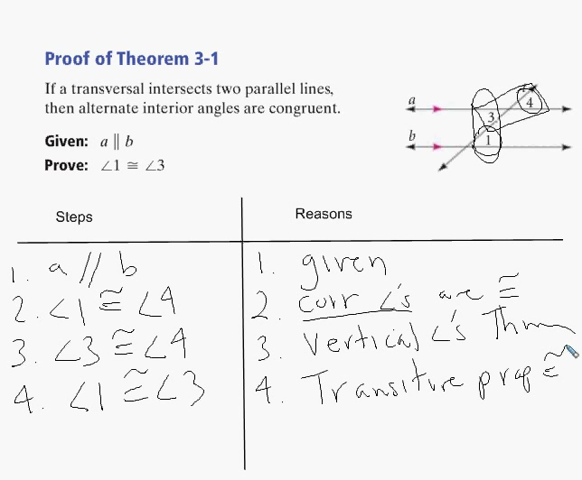 Proof of Theorem 3-1
If a transversal intersects two parallel lines,
then alternate interior angles are congruent.
Given: a ∥ b
Prove: ∠1 ≅ ∠3
a
4
3
b
1
Steps
Reasons
1. a // b
1. given
2. ∠1 ≅ ∠4
2. corr ∠'s are ≅
3. ∠3 ≅ ∠4
3. Vertical ∠'s Thm
4. ∠1 ≅ ∠3
4. Transitive prop ≅